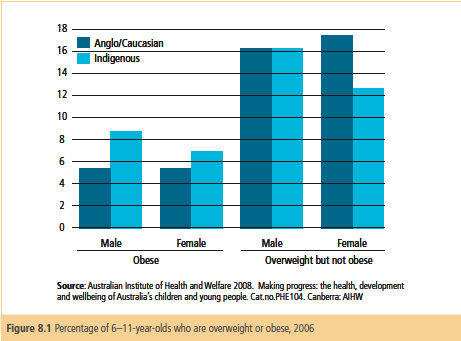 18
16
14
12
10
8
6
4
2
0
Anglo/Caucasian
Indigenous
Male
Female
Male
Female
Obese
Overweight but not obese
Source: Australian Institute of Health and Welfare 2008. Making progress: the health, development
and wellbeing of Australia's children and young people. Cat.no.PHE104. Canberra: AIHW
Figure 8.1 Percentage of 6–11-year-olds who are overweight or obese, 2006